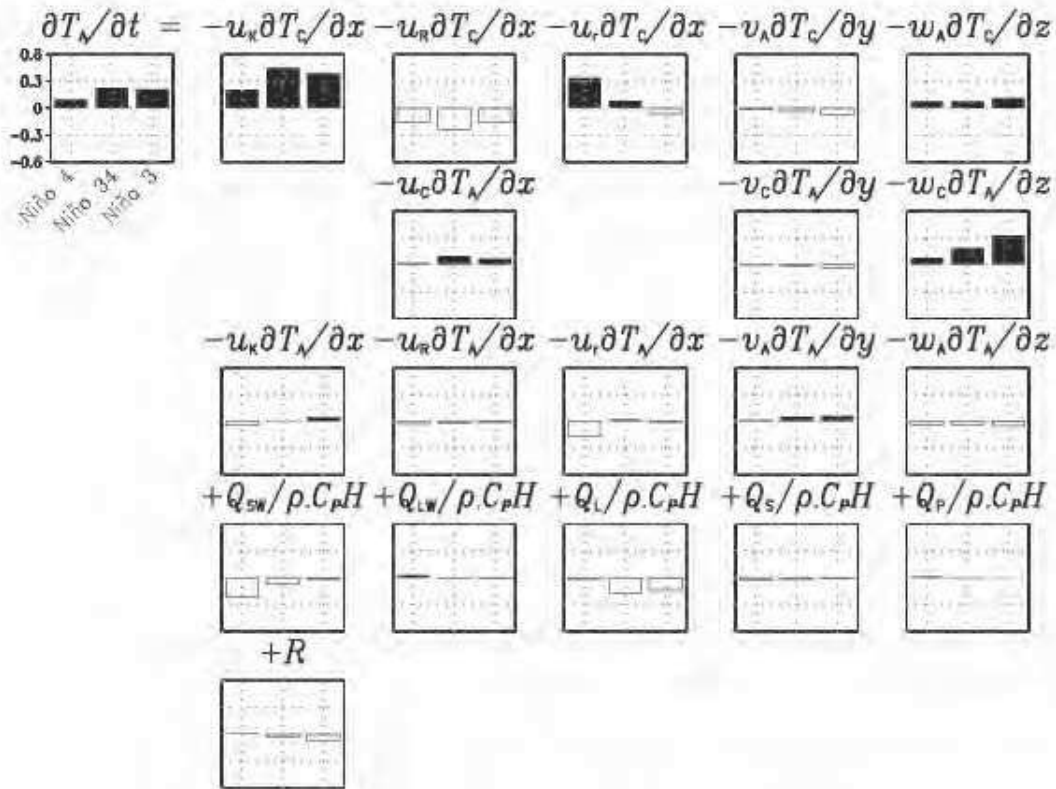 ∂T_A/∂t = −u_K∂T_C/∂x −u_R∂T_C/∂x −u_r∂T_C/∂x −v_A∂T_C/∂y −w_A∂T_C/∂z
0.8
0.3
0
−0.3
−0.6
Niño 4
Niño 34
Niño 3
−u_C∂T_A/∂x −v_C∂T_A/∂y −w_C∂T_A/∂z
−u_K∂T_A/∂x −u_R∂T_A/∂x −u_r∂T_A/∂x −v_A∂T_A/∂y −w_A∂T_A/∂z
+Q_SW/ρ.C_PH +Q_LW/ρ.C_PH +Q_L/ρ.C_PH +Q_S/ρ.C_PH +Q_P/ρ.C_PH
+R